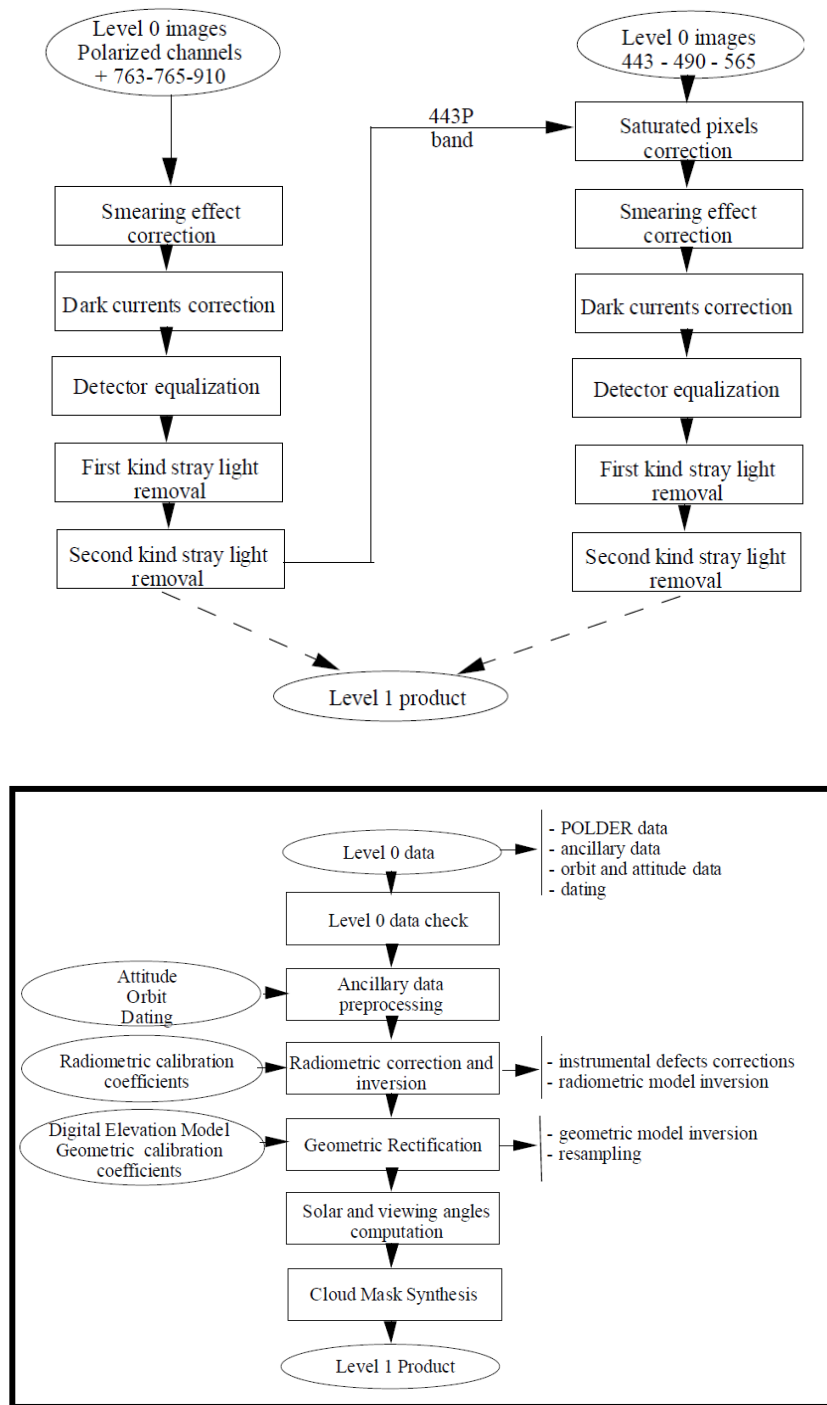 Level 0 images
Polarized channels
+ 763-765-910
Level 0 images
443 - 490 - 565
443P
band
Saturated pixels
correction
Smearing effect
correction
Smearing effect
correction
Dark currents correction
Dark currents correction
Detector equalization
Detector equalization
First kind stray light
removal
First kind stray light
removal
Second kind stray light
removal
Second kind stray light
removal
Level 1 product
Level 0 data
- POLDER data
- ancillary data
- orbit and attitude data
- dating
Level 0 data check
Attitude
Orbit
Dating
Ancillary data
preprocessing
Radiometric calibration
coefficients
Radiometric correction and
inversion
- instrumental defects corrections
- radiometric model inversion
Digital Elevation Model
Geometric calibration
coefficients
Geometric Rectification
- geometric model inversion
- resampling
Solar and viewing angles
computation
Cloud Mask Synthesis
Level 1 Product